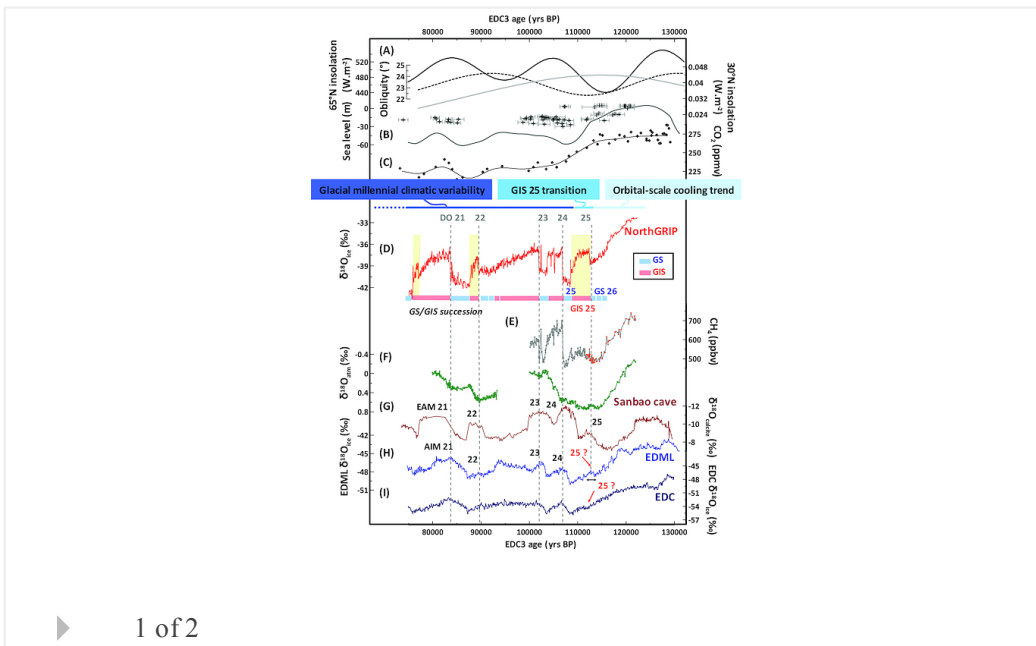 EDC3 age (yrs BP)
80000 90000 100000 110000 120000 130000
(A)
65°N insolation
(W.m⁻²)
520
480
440
400
Obliquity (°)
25
24
23
22
30°N insolation
(W.m⁻²)
0.048
0.04
0.032
0.024
Sea level (m)
0
-30
-60
(B)
CO₂ (ppmv)
275
250
225
(C)
Glacial millennial climatic variability
GIS 25 transition
Orbital-scale cooling trend
DO 21 22 23 24 25
NorthGRIP
(D)
δ¹⁸Oice (‰)
-33
-36
-39
-42
GS
GIS
25 GS 26
GS/GIS succession
GIS 25
(E)
CH₄ (ppbv)
700
600
500
(F)
δ¹⁸Oatm (‰)
-0.4
0
0.4
0.8
Sanbao cave
(G)
EAM 21 22 23 24 25
δ¹⁸Ocalcite (‰)
-12
-10
-8
(H)
AIM 21 22 23 24 25 ?
EDML
EDML δ¹⁸Oice (‰)
-42
-45
-48
-51
(I)
25 ?
EDC
EDC δ¹⁸Oice (‰)
-45
-48
-51
-54
-57
80000 90000 100000 110000 120000 130000
EDC3 age (yrs BP)
1 of 2